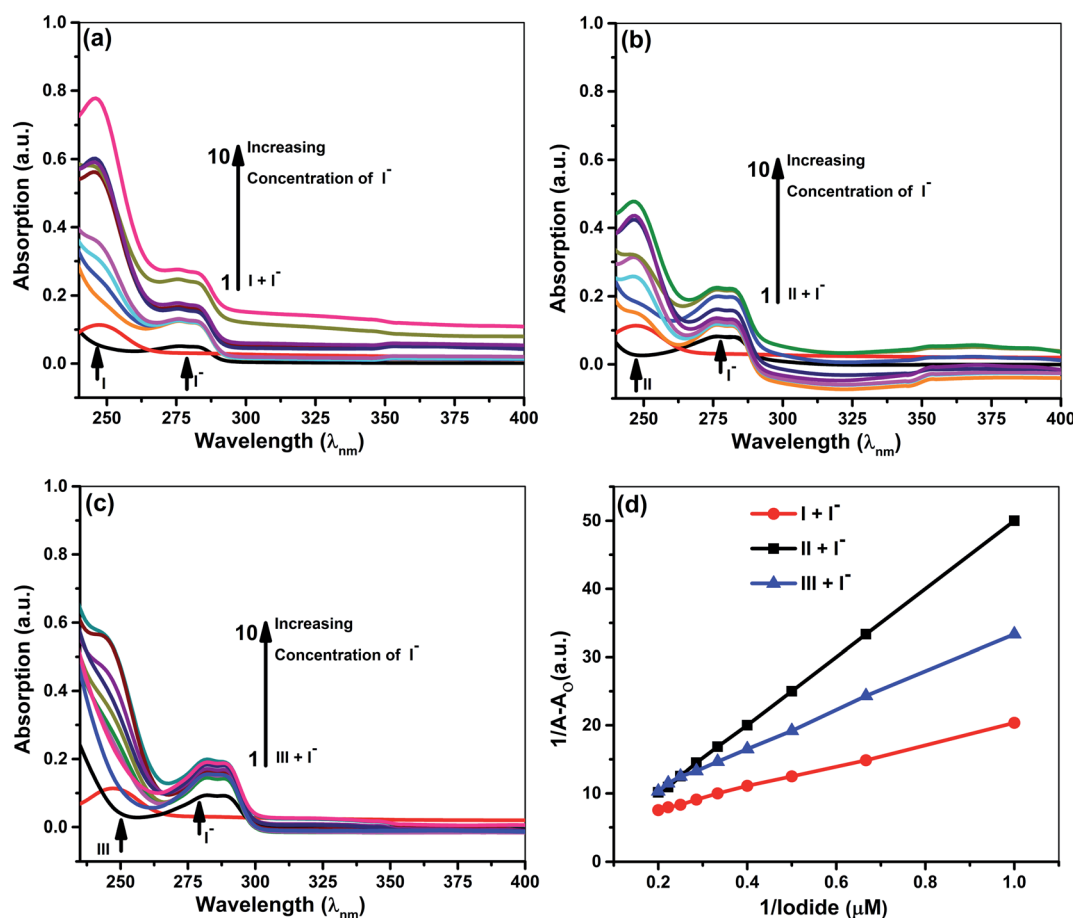 (a)
1.0
0.8
0.6
0.4
0.2
0.0
Absorption (a.u.)
10
Increasing
Concentration of I⁻
1
I + I⁻
I
I⁻
250 275 300 325 350 375 400
Wavelength (λnm)
(b)
1.0
0.8
0.6
0.4
0.2
0.0
Absorption (a.u.)
10
Increasing
Concentration of I⁻
1
II + I⁻
II
I⁻
250 275 300 325 350 375 400
Wavelength (λnm)
(c)
1.0
0.8
0.6
0.4
0.2
0.0
Absorption (a.u.)
10
Increasing
Concentration of I⁻
1
III + I⁻
III
I⁻
250 275 300 325 350 375 400
Wavelength (λnm)
(d)
50
40
30
20
10
0
1/A-AO(a.u.)
I + I⁻
II + I⁻
III + I⁻
0.2 0.4 0.6 0.8 1.0
1/Iodide (μM)